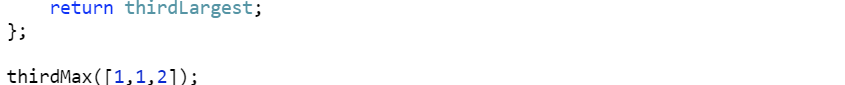 return thirdLargest;
};
thirdMax([1,1,2]);